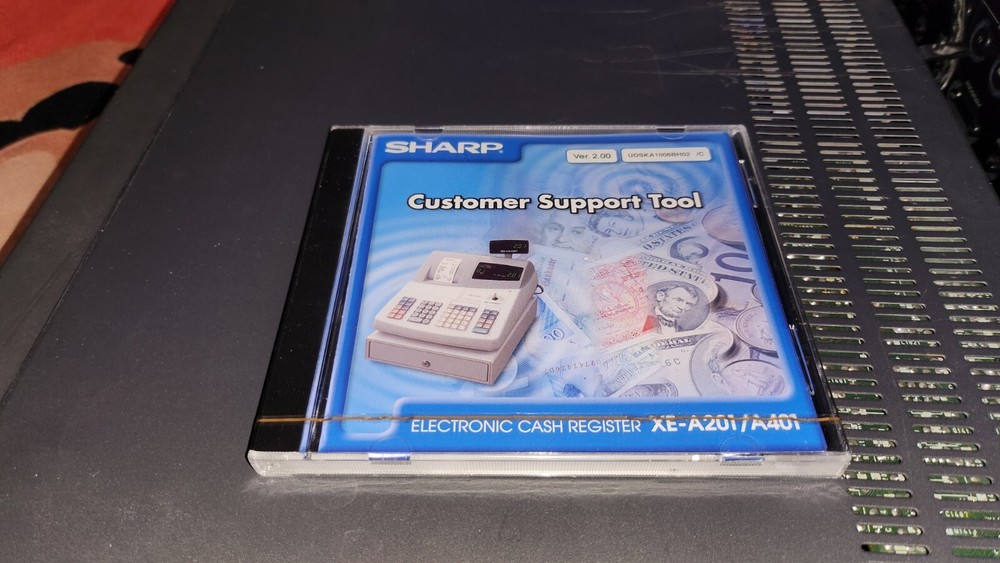 SHARP®
Ver. 2.00
UDSKA1006BH02 /C
Customer Support Tool
ELECTRONIC CASH REGISTER XE-A201/A401